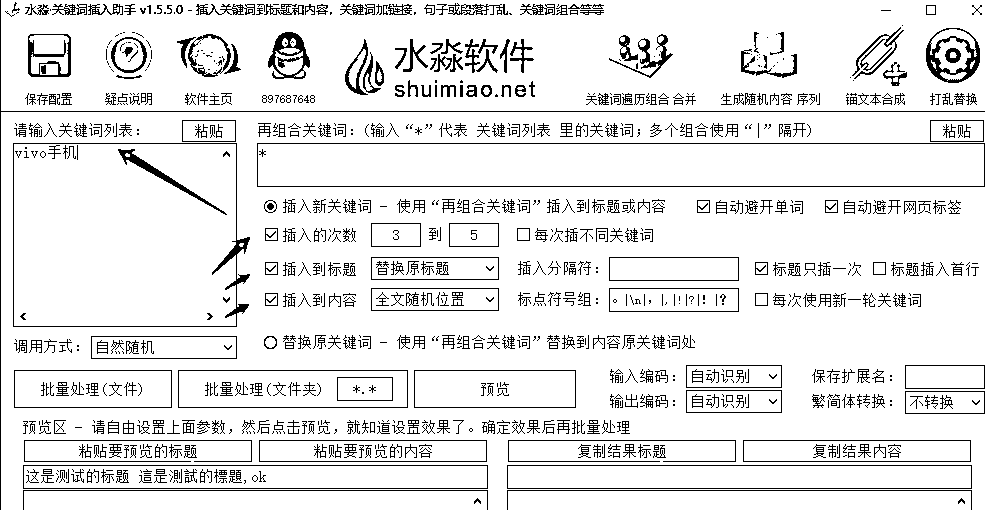 水淼·关键词插入助手 v1.5.5.0 - 插入关键词到标题和内容，关键词加链接，句子或段落打乱、关键词组合等等
水淼软件
shuimiao.net
保存配置 疑点说明 软件主页 897687648 关键词遍历组合 合并 生成随机内容 序列 锚文本合成 打乱替换
请输入关键词列表： 粘贴 再组合关键词：(输入“*”代表 关键词列表 里的关键词；多个组合使用“|”隔开) 粘贴
vivo手机 *
插入新关键词 - 使用“再组合关键词”插入到标题或内容 自动避开单词 自动避开网页标签
插入的次数 3 到 5 每次插不同关键词
插入到标题 替换原标题 插入分隔符： 标题只插一次 标题插入首行
插入到内容 全文随机位置 标点符号组： 。|\n|，|,|!|?|！|？ 每次使用新一轮关键词
调用方式： 自然随机 替换原关键词 - 使用“再组合关键词”替换到内容原关键词处
批量处理(文件) 批量处理(文件夹) *.* 预览 输入编码： 自动识别 保存扩展名：
输出编码： 自动识别 繁简体转换： 不转换
预览区 - 请自由设置上面参数，然后点击预览，就知道设置效果了。确定效果后再批量处理
粘贴要预览的标题 粘贴要预览的内容 复制结果标题 复制结果内容
这是测试的标题 這是測試的標題,ok